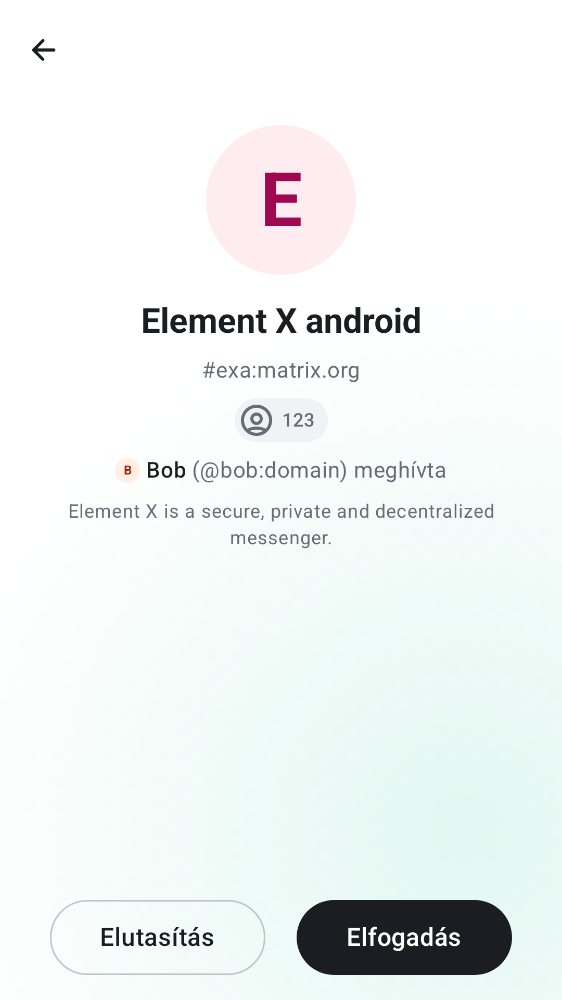 E
Element X android
#exa:matrix.org
123
B Bob (@bob:domain) meghívta
Element X is a secure, private and decentralized
messenger.
Elutasítás
Elfogadás